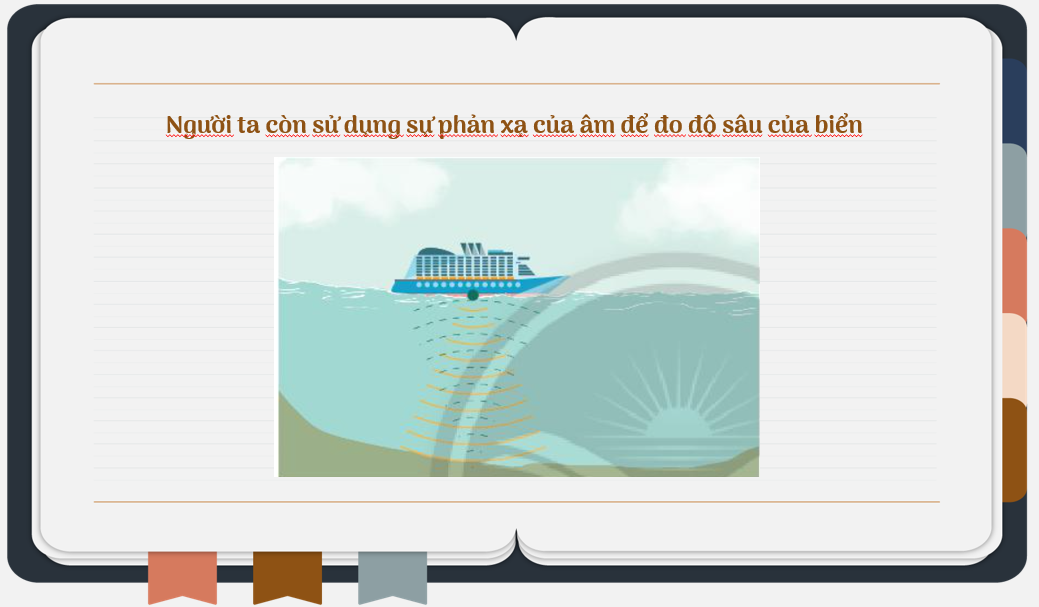 Người ta còn sử dụng sự phản xạ của âm để đo độ sâu của biển